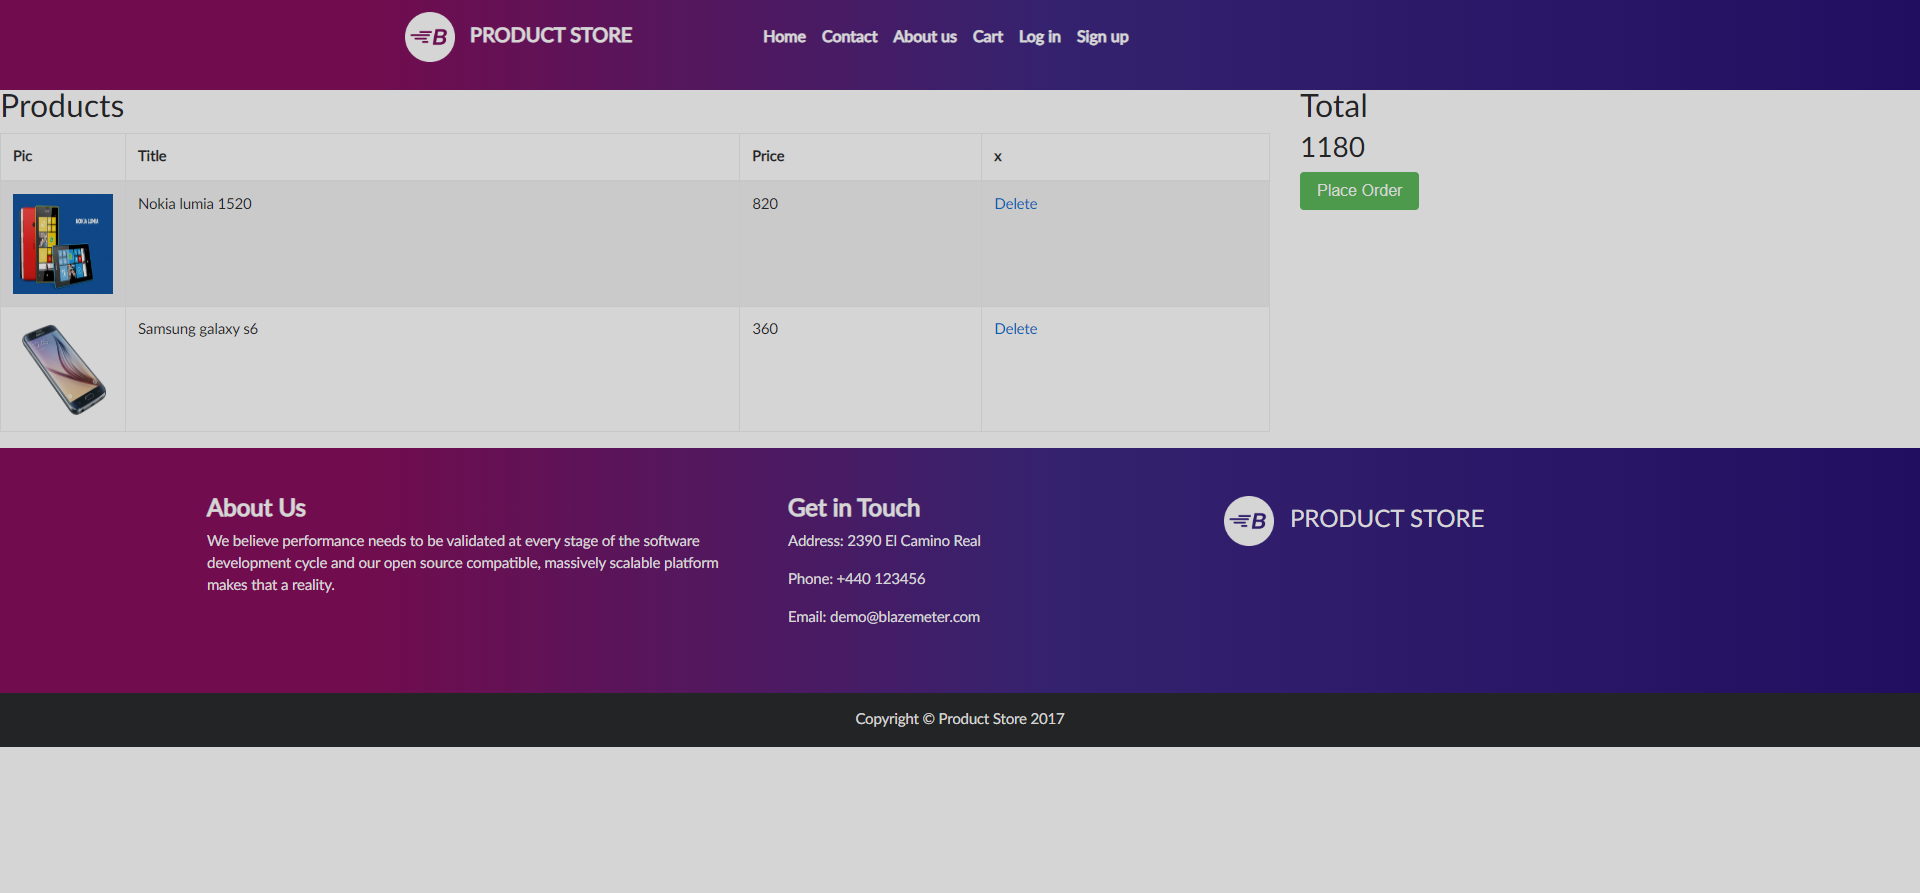 B PRODUCT STORE
Home Contact About us Cart Log in Sign up
Products
Pic Title Price x
NOKIA LUMIA
Nokia lumia 1520 820 Delete
Samsung galaxy s6 360 Delete
Total
1180
Place Order
About Us
We believe performance needs to be validated at every stage of the software
development cycle and our open source compatible, massively scalable platform
makes that a reality.
Get in Touch
Address: 2390 El Camino Real
Phone: +440 123456
Email: demo@blazemeter.com
B PRODUCT STORE
Copyright © Product Store 2017